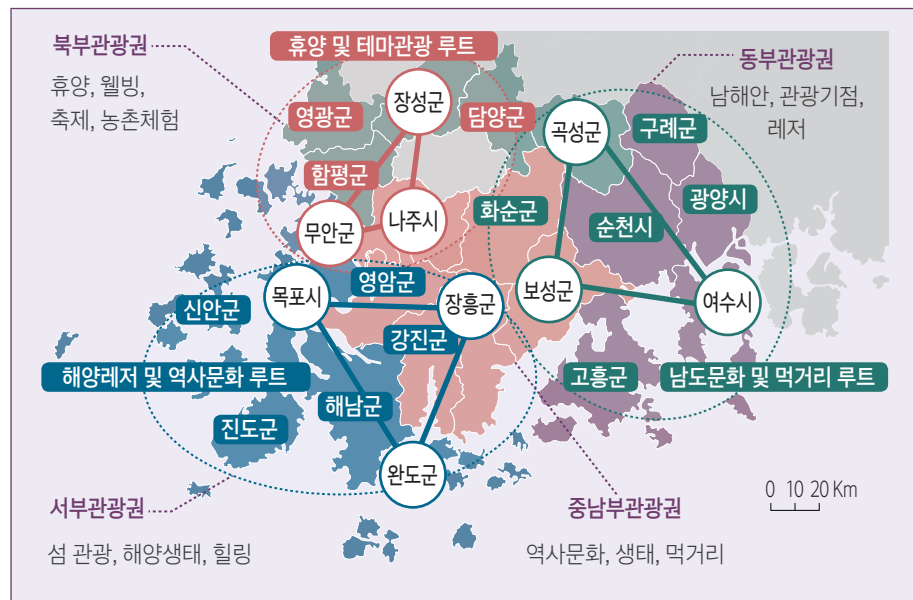 북부관광권
휴양, 웰빙,
축제, 농촌체험
휴양 및 테마관광 루트
동부관광권
남해안, 관광기점,
레저
장성군
영광군
담양군
곡성군
구례군
함평군
나주시
무안군
화순군
순천시
광양시
목포시
영암군
장흥군
보성군
여수시
신안군
강진군
해양레저 및 역사문화 루트
해남군
고흥군
남도문화 및 먹거리 루트
진도군
완도군
서부관광권
섬 관광, 해양생태, 힐링
중남부관광권
역사문화, 생태, 먹거리
0 10 20 Km